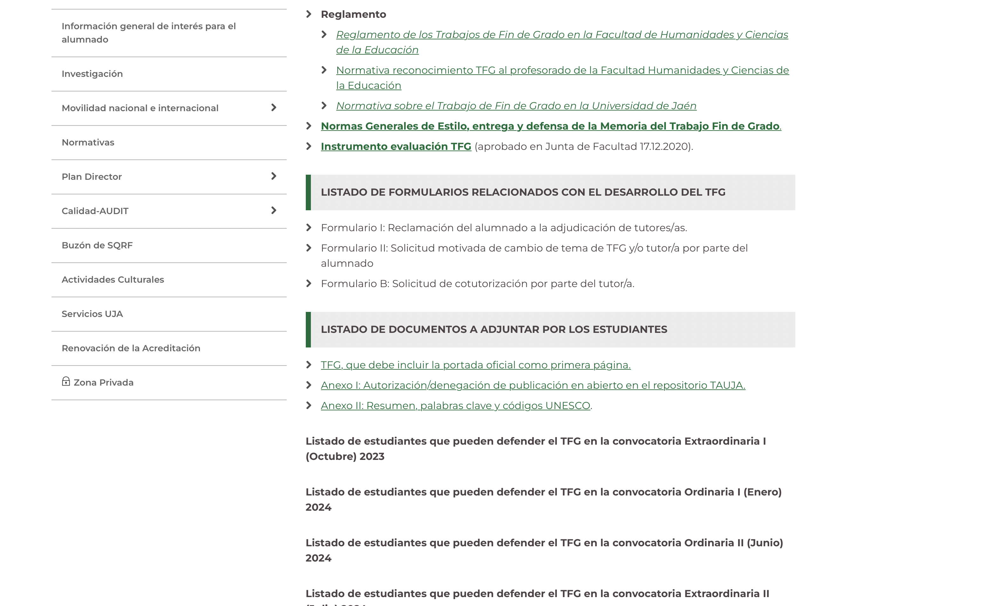 Información general de interés para el
alumnado
Investigación
Movilidad nacional e internacional
Normativas
Plan Director
Calidad-AUDIT
Buzón de SQRF
Actividades Culturales
Servicios UJA
Renovación de la Acreditación
Zona Privada
Reglamento
Reglamento de los Trabajos de Fin de Grado en la Facultad de Humanidades y Ciencias
de la Educación
Normativa reconocimiento TFG al profesorado de la Facultad Humanidades y Ciencias de
la Educación
Normativa sobre el Trabajo de Fin de Grado en la Universidad de Jaén
Normas Generales de Estilo, entrega y defensa de la Memoria del Trabajo Fin de Grado.
Instrumento evaluación TFG (aprobado en Junta de Facultad 17.12.2020).
LISTADO DE FORMULARIOS RELACIONADOS CON EL DESARROLLO DEL TFG
Formulario I: Reclamación del alumnado a la adjudicación de tutores/as.
Formulario II: Solicitud motivada de cambio de tema de TFG y/o tutor/a por parte del
alumnado
Formulario B: Solicitud de cotutorización por parte del tutor/a.
LISTADO DE DOCUMENTOS A ADJUNTAR POR LOS ESTUDIANTES
TFG, que debe incluir la portada oficial como primera página.
Anexo I: Autorización/denegación de publicación en abierto en el repositorio TAUJA.
Anexo II: Resumen, palabras clave y códigos UNESCO.
Listado de estudiantes que pueden defender el TFG en la convocatoria Extraordinaria I
(Octubre) 2023
Listado de estudiantes que pueden defender el TFG en la convocatoria Ordinaria I (Enero)
2024
Listado de estudiantes que pueden defender el TFG en la convocatoria Ordinaria II (Junio)
2024
Listado de estudiantes que pueden defender el TFG en la convocatoria Extraordinaria II